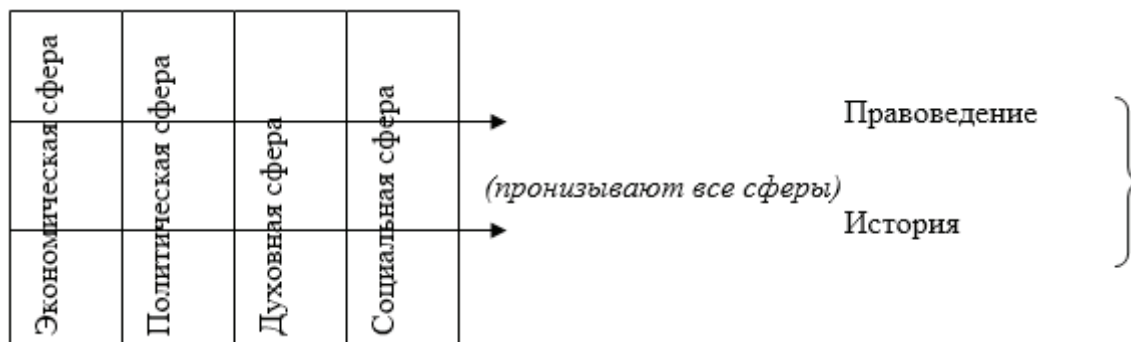 Экономическая сфера
Политическая сфера
Духовная сфера
Социальная сфера
Правоведение
(пронизывают все сферы)
История